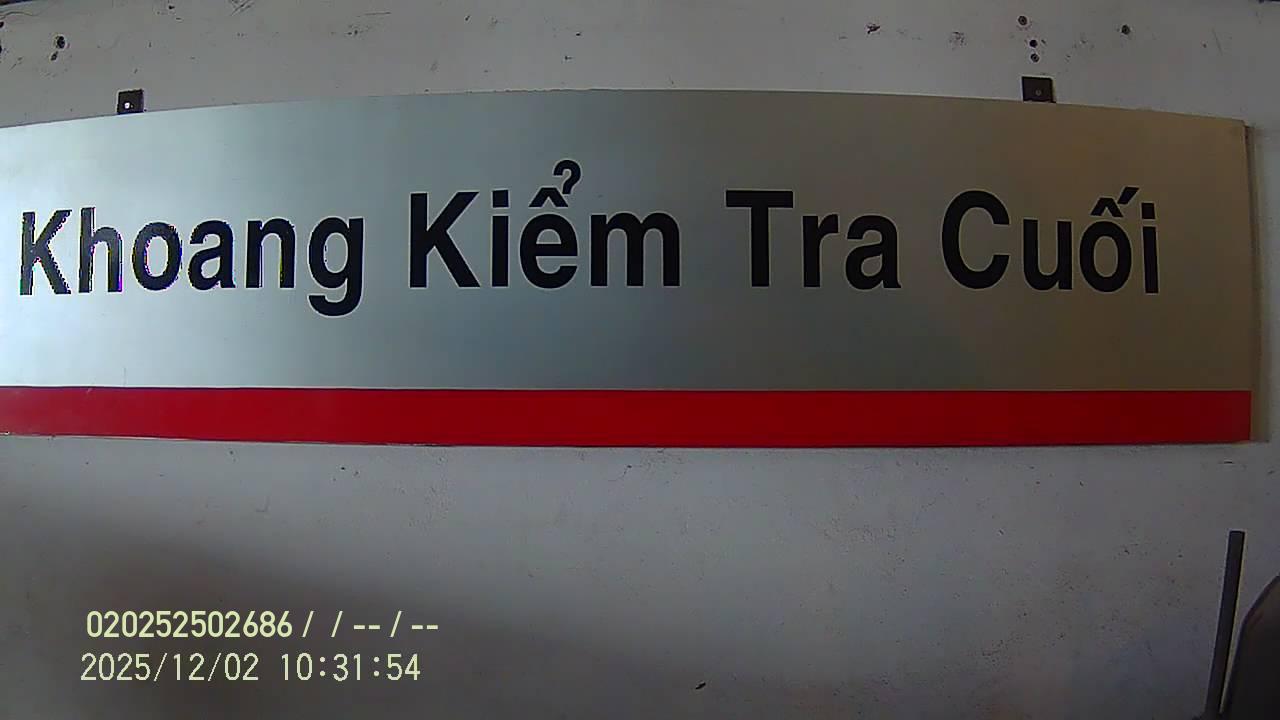 Khoang Kiểm Tra Cuối
020252502686 / / -- / --
2025/12/02 10:31:54